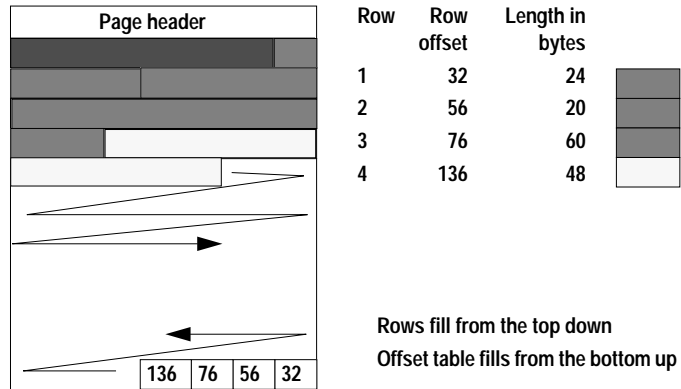 Page header
Row Row Length in
offset bytes
1 32 24
2 56 20
3 76 60
4 136 48
Rows fill from the top down
Offset table fills from the bottom up
136 76 56 32